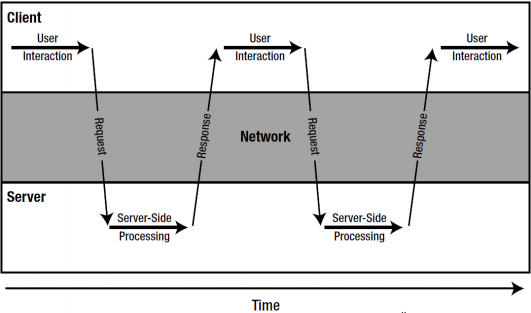 Client
User
Interaction
User
Interaction
User
Interaction
Request
Response
Request
Response
Network
Server
Server-Side
Processing
Server-Side
Processing
Time